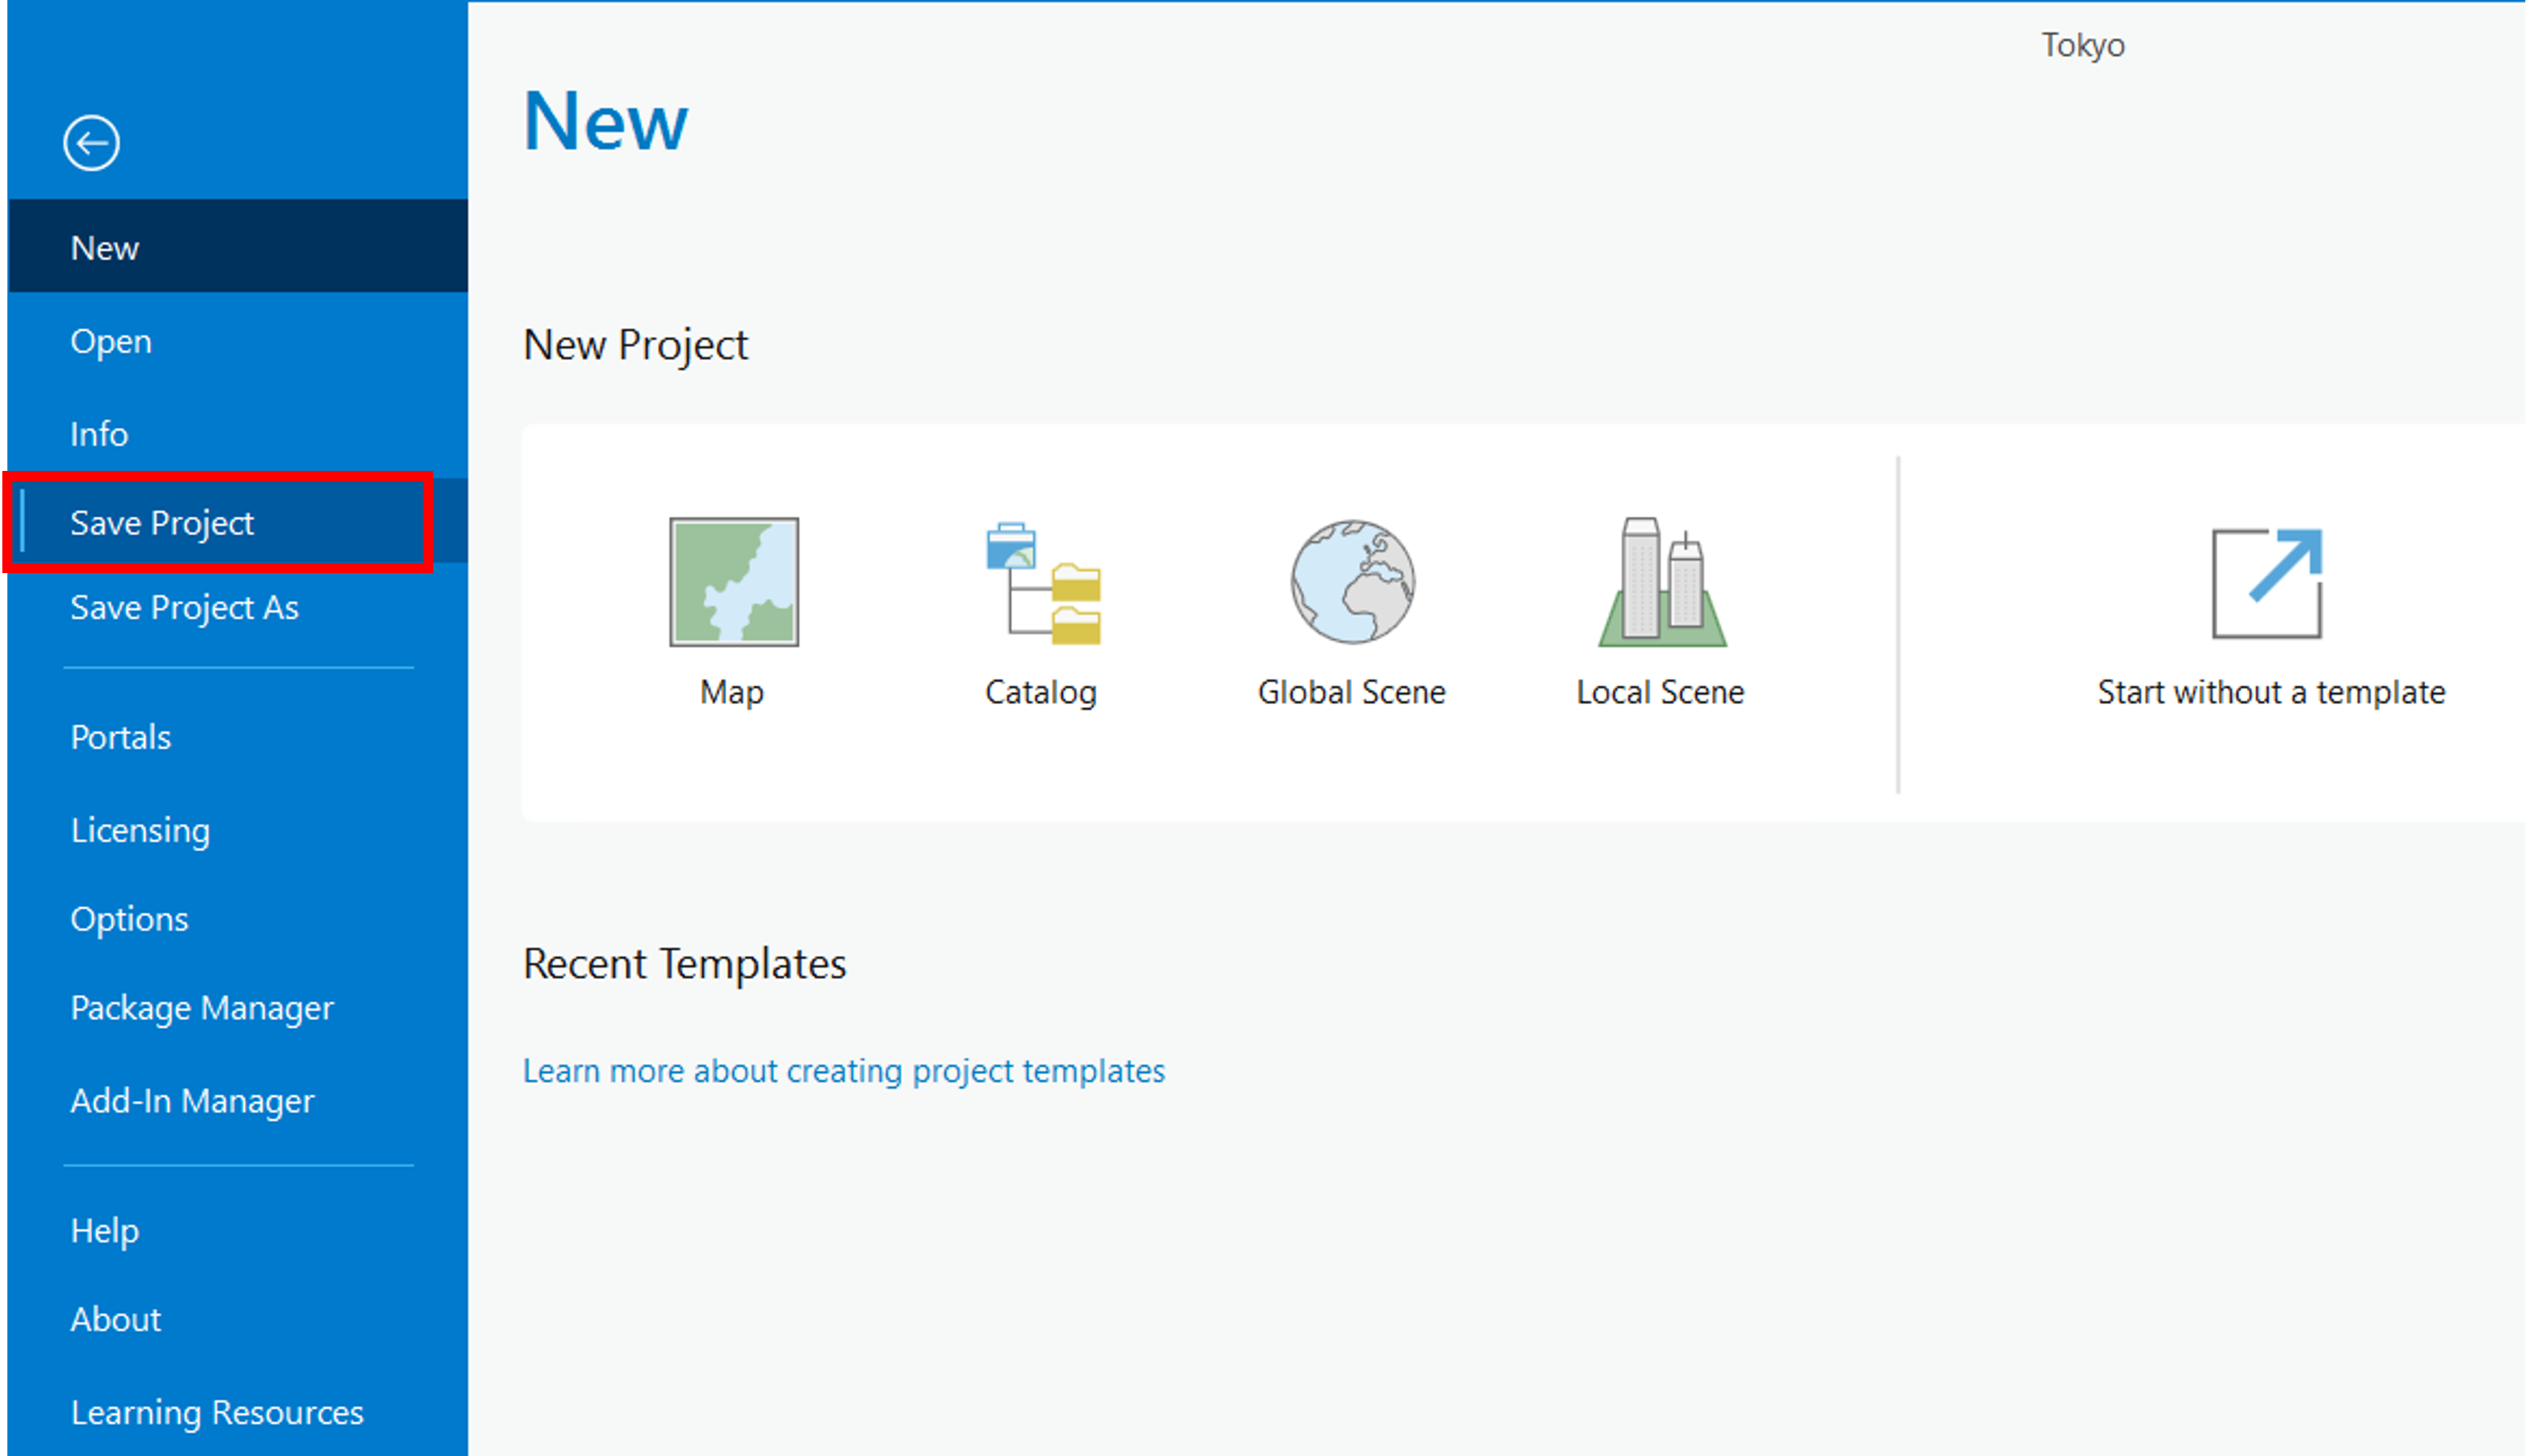 Tokyo
New
New
Open
Info
Save Project
Save Project As
Portals
Licensing
Options
Package Manager
Add-In Manager
Help
About
Learning Resources
New Project
Map
Catalog
Global Scene
Local Scene
Start without a template
Recent Templates
Learn more about creating project templates